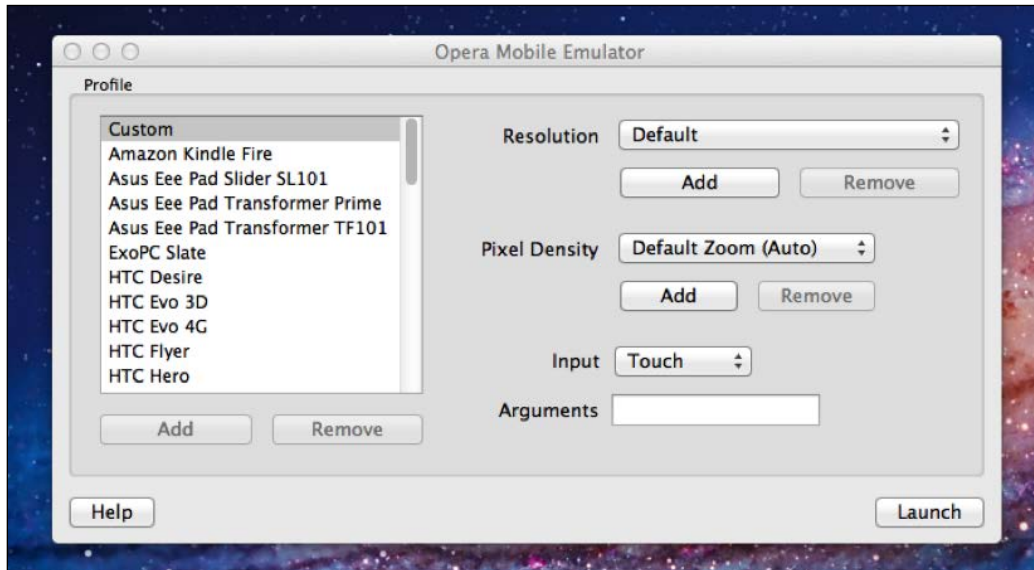 Opera Mobile Emulator
Profile
Custom
Amazon Kindle Fire
Asus Eee Pad Slider SL101
Asus Eee Pad Transformer Prime
Asus Eee Pad Transformer TF101
ExoPC Slate
HTC Desire
HTC Evo 3D
HTC Evo 4G
HTC Flyer
HTC Hero
Add Remove
Resolution Default
Add Remove
Pixel Density Default Zoom (Auto)
Add Remove
Input Touch
Arguments
Help Launch